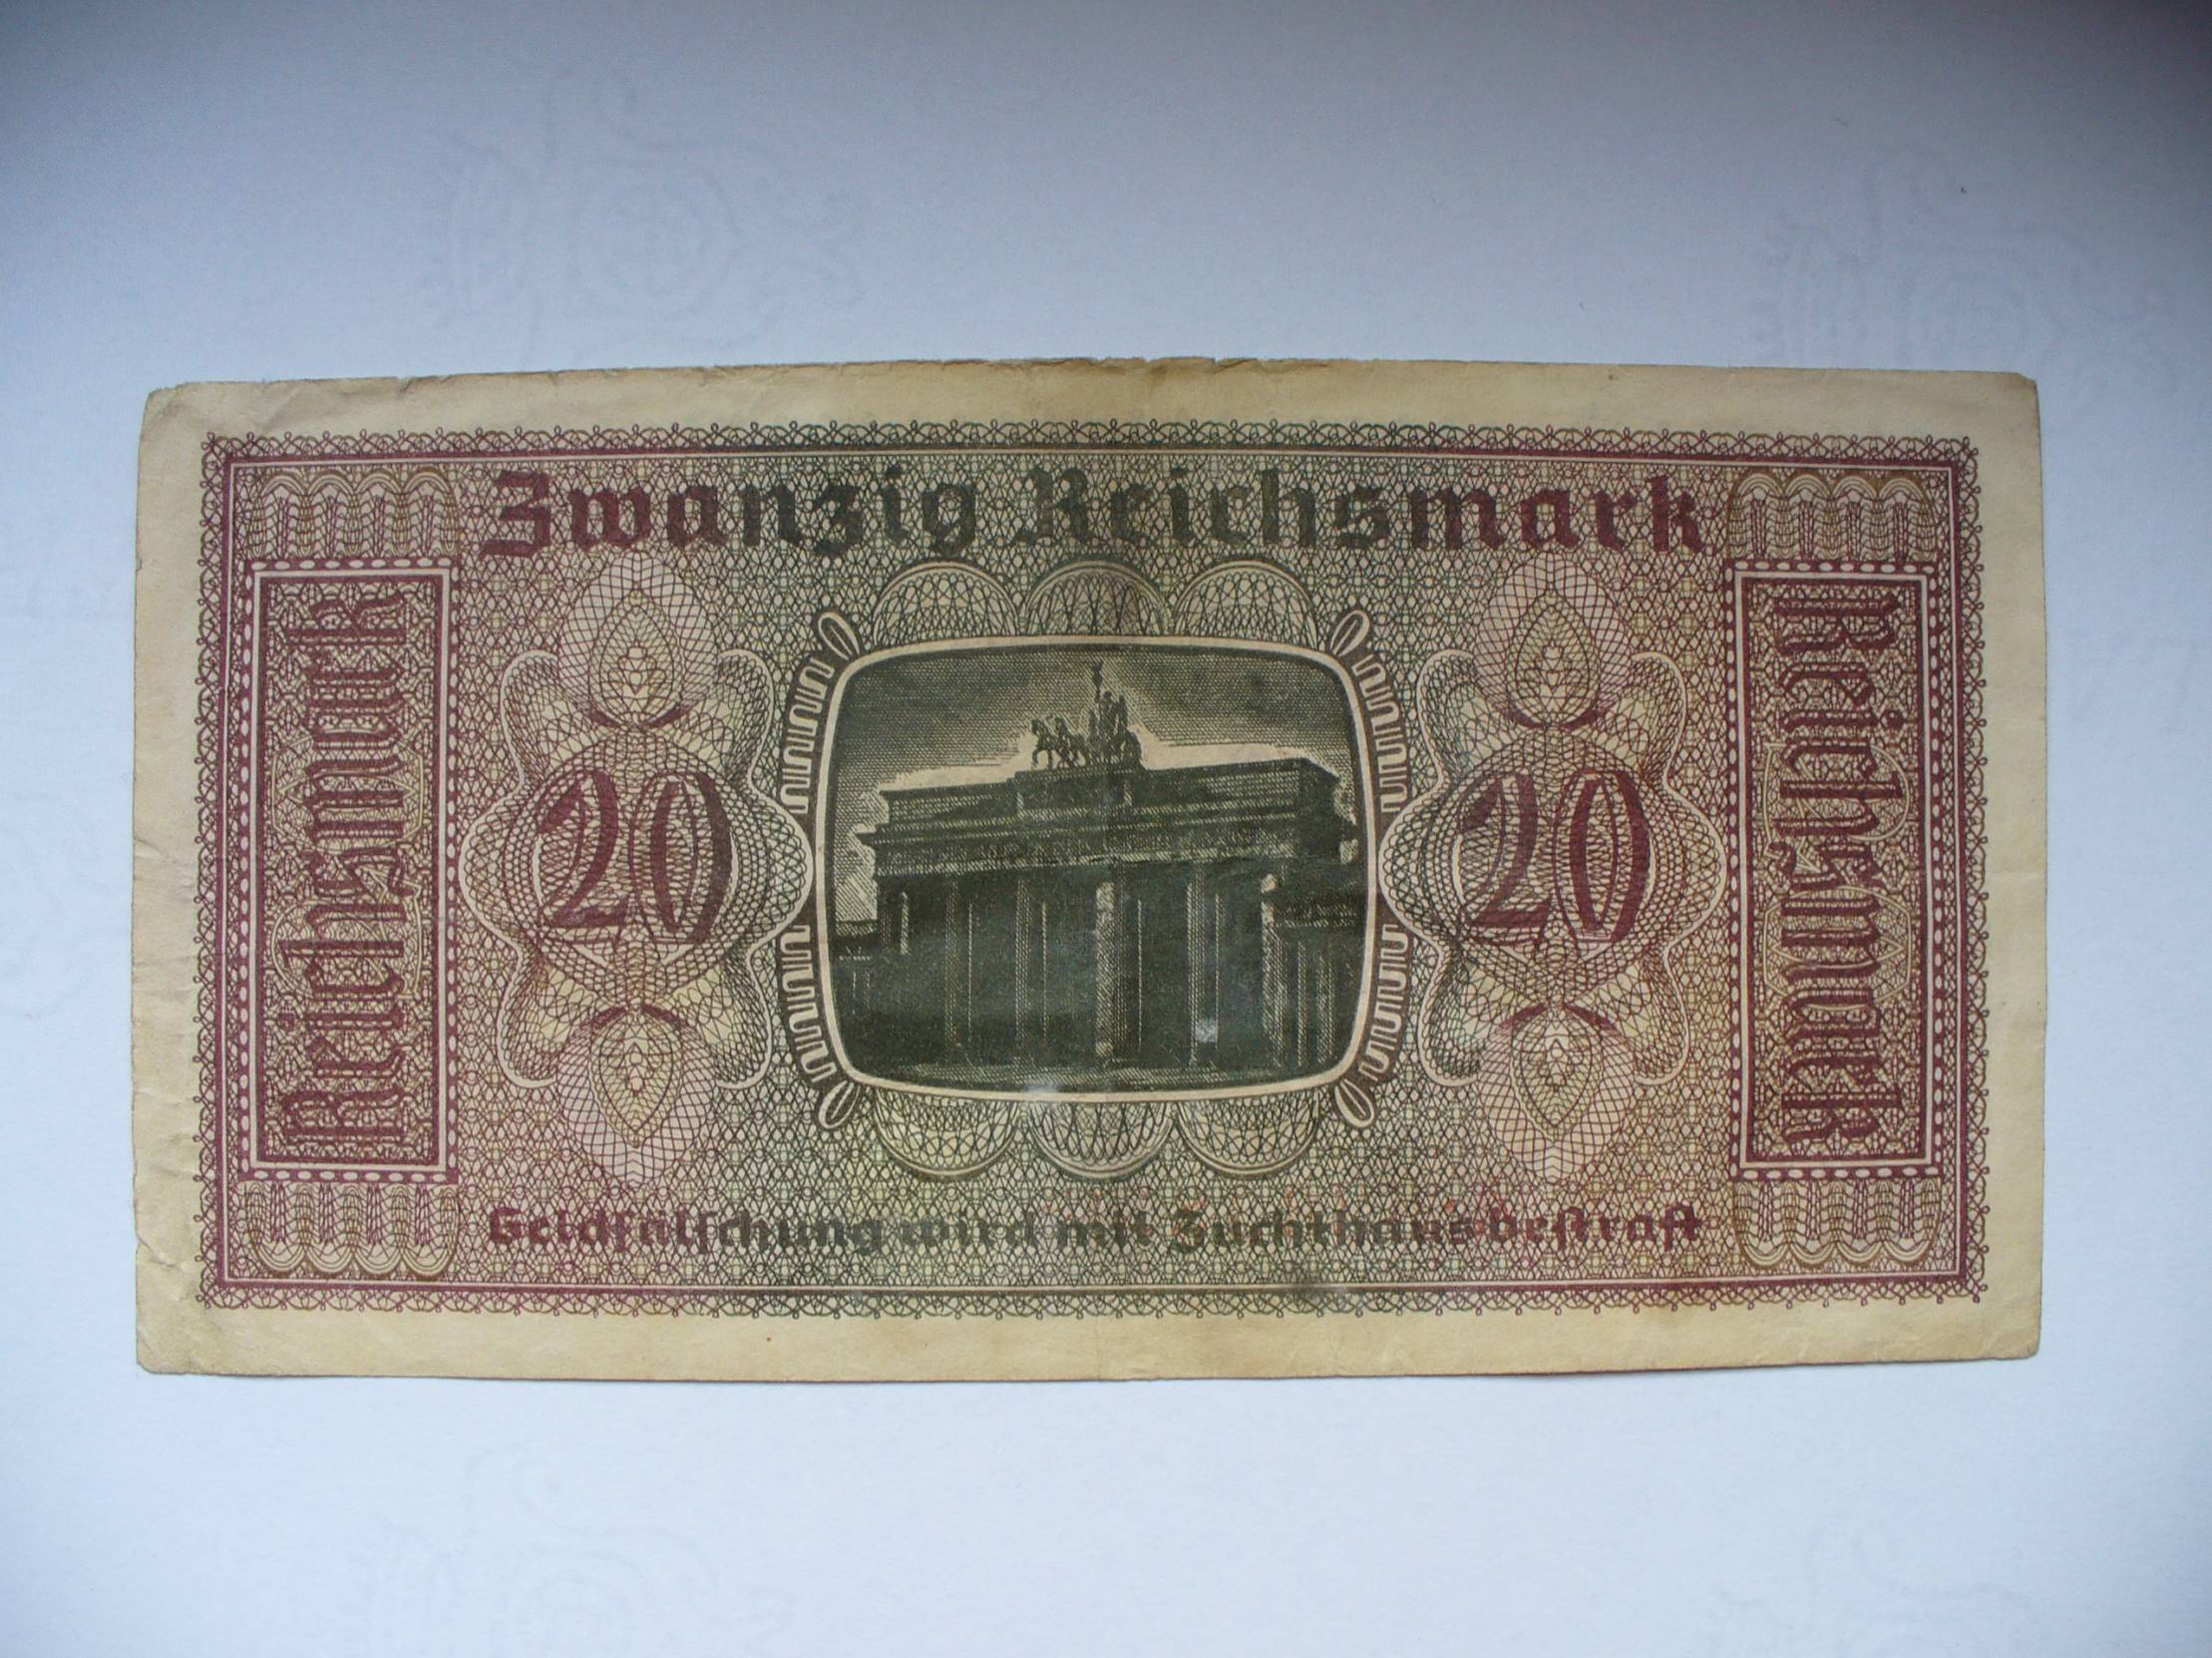 Zwanzig Reichsmark
Reichsmark
20
20
Reichsmark
Geldfälschung wird mit Zuchthaus bestraft